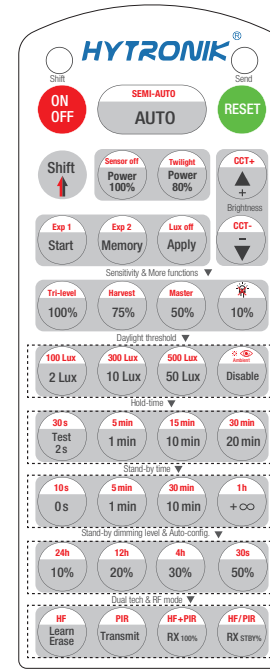 HYTRONIK®
Shift Send
ON
OFF
SEMI-AUTO
AUTO
RESET
Shift
Sensor off
Power
100%
Twilight
Power
80%
CCT+
+
Brightness
CCT-
−
Exp 1
Start
Exp 2
Memory
Lux off
Apply
Sensitivity & More functions ▼
Tri-level
100%
Harvest
75%
Master
50%
10%
Daylight threshold ▼
100 Lux
2 Lux
300 Lux
10 Lux
500 Lux
50 Lux
Ambient
Disable
Hold-time ▼
30 s
Test
2 s
5 min
1 min
15 min
10 min
30 min
20 min
Stand-by time ▼
10 s
0 s
5 min
1 min
30 min
10 min
1h
+∞
Stand-by dimming level & Auto-config. ▼
24h
10%
12h
20%
4h
30%
30s
50%
Dual tech & RF mode ▼
HF
Learn
Erase
PIR
Transmit
HF+PIR
RX 100%
HF/PIR
RX STBY%